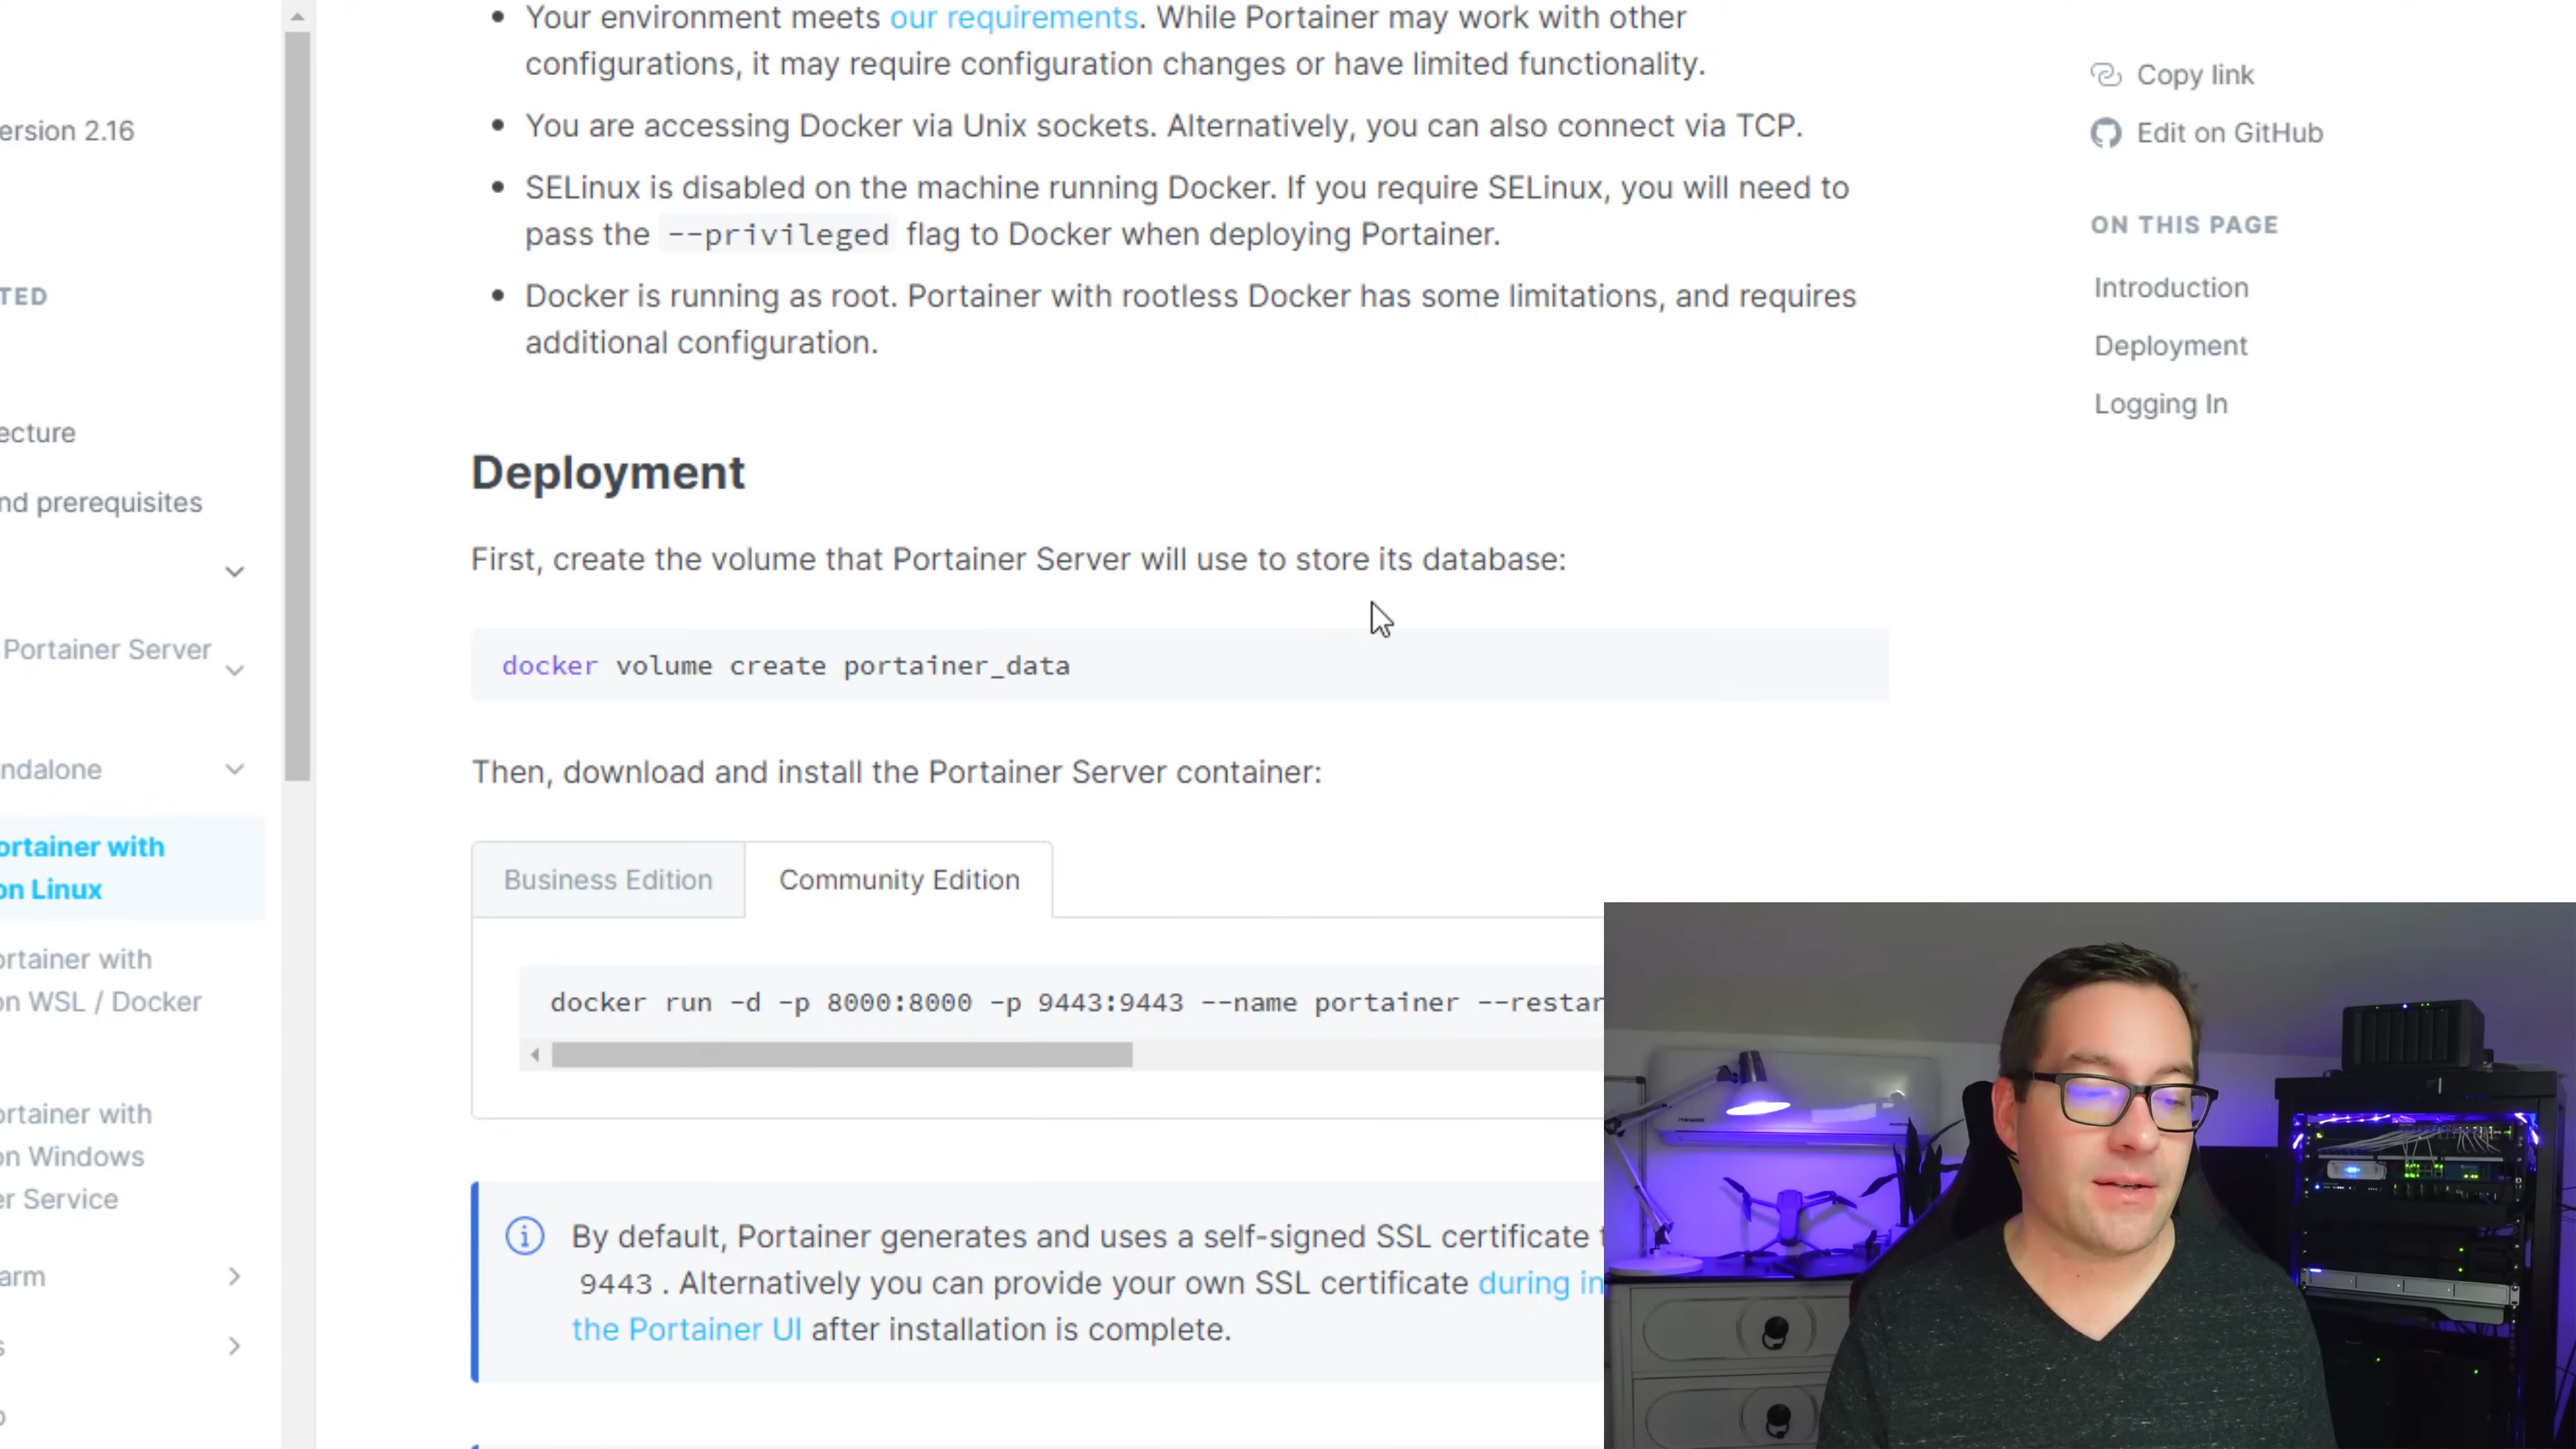 Your environment meets our requirements. While Portainer may work with other
configurations, it may require configuration changes or have limited functionality.
You are accessing Docker via Unix sockets. Alternatively, you can also connect via TCP.
SELinux is disabled on the machine running Docker. If you require SELinux, you will need to
pass the --privileged flag to Docker when deploying Portainer.
Docker is running as root. Portainer with rootless Docker has some limitations, and requires
additional configuration.
Deployment
First, create the volume that Portainer Server will use to store its database:
docker volume create portainer_data
Then, download and install the Portainer Server container:
Business Edition
Community Edition
docker run -d -p 8000:8000 -p 9443:9443 --name portainer --restar
By default, Portainer generates and uses a self-signed SSL certificate
9443. Alternatively you can provide your own SSL certificate during in
the Portainer UI after installation is complete.
ersion 2.16
TED
ecture
nd prerequisites
Portainer Server
ndalone
ortainer with
on Linux
ortainer with
on WSL / Docker
ortainer with
on Windows
er Service
arm
s
Copy link
Edit on GitHub
ON THIS PAGE
Introduction
Deployment
Logging In